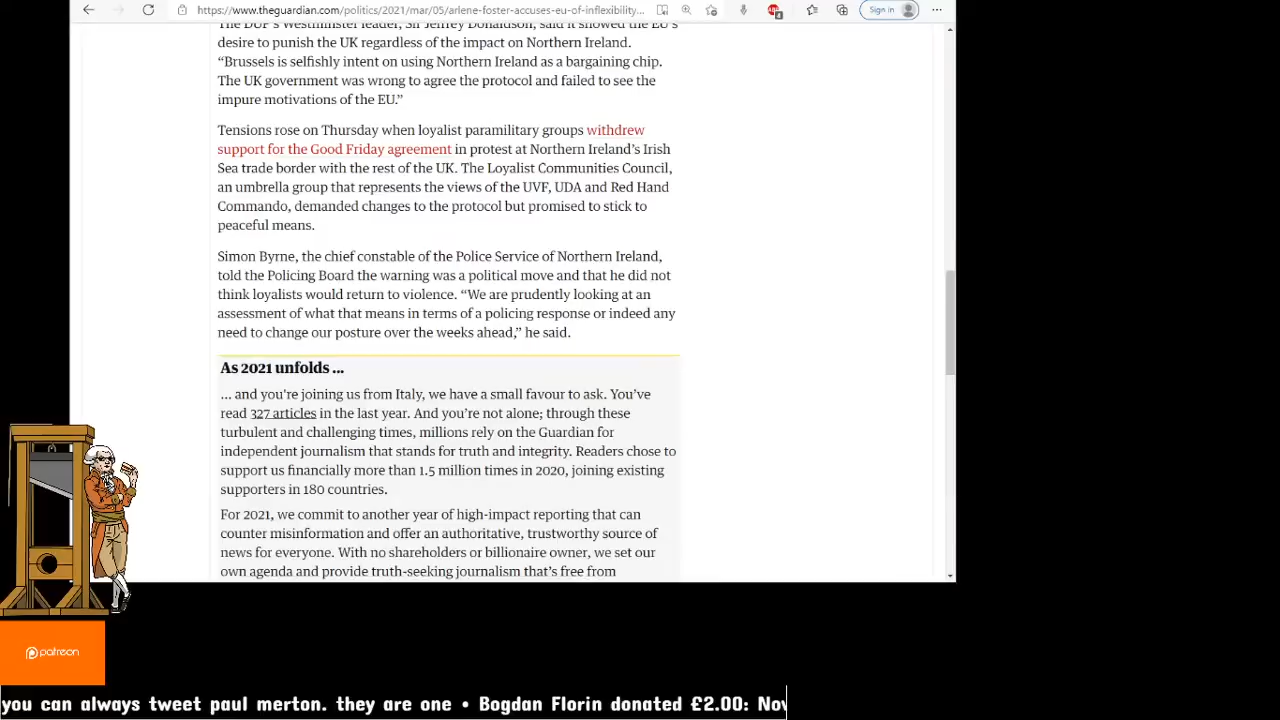 https://www.theguardian.com/politics/2021/mar/05/arlene-foster-accuses-eu-of-inflexibility...
Sign in
The DUP's Westminster leader, Sir Jeffrey Donaldson, said it showed the EU's
desire to punish the UK regardless of the impact on Northern Ireland.
“Brussels is selfishly intent on using Northern Ireland as a bargaining chip.
The UK government was wrong to agree the protocol and failed to see the
impure motivations of the EU.”
Tensions rose on Thursday when loyalist paramilitary groups withdrew
support for the Good Friday agreement in protest at Northern Ireland’s Irish
Sea trade border with the rest of the UK. The Loyalist Communities Council,
an umbrella group that represents the views of the UVF, UDA and Red Hand
Commando, demanded changes to the protocol but promised to stick to
peaceful means.
Simon Byrne, the chief constable of the Police Service of Northern Ireland,
told the Policing Board the warning was a political move and that he did not
think loyalists would return to violence. “We are prudently looking at an
assessment of what that means in terms of a policing response or indeed any
need to change our posture over the weeks ahead,” he said.
As 2021 unfolds ...
... and you’re joining us from Italy, we have a small favour to ask. You’ve
read 327 articles in the last year. And you’re not alone; through these
turbulent and challenging times, millions rely on the Guardian for
independent journalism that stands for truth and integrity. Readers chose to
support us financially more than 1.5 million times in 2020, joining existing
supporters in 180 countries.
For 2021, we commit to another year of high-impact reporting that can
counter misinformation and offer an authoritative, trustworthy source of
news for everyone. With no shareholders or billionaire owner, we set our
own agenda and provide truth-seeking journalism that’s free from
patreon
you can always tweet paul merton. they are one • Bogdan Florin donated £2.00: